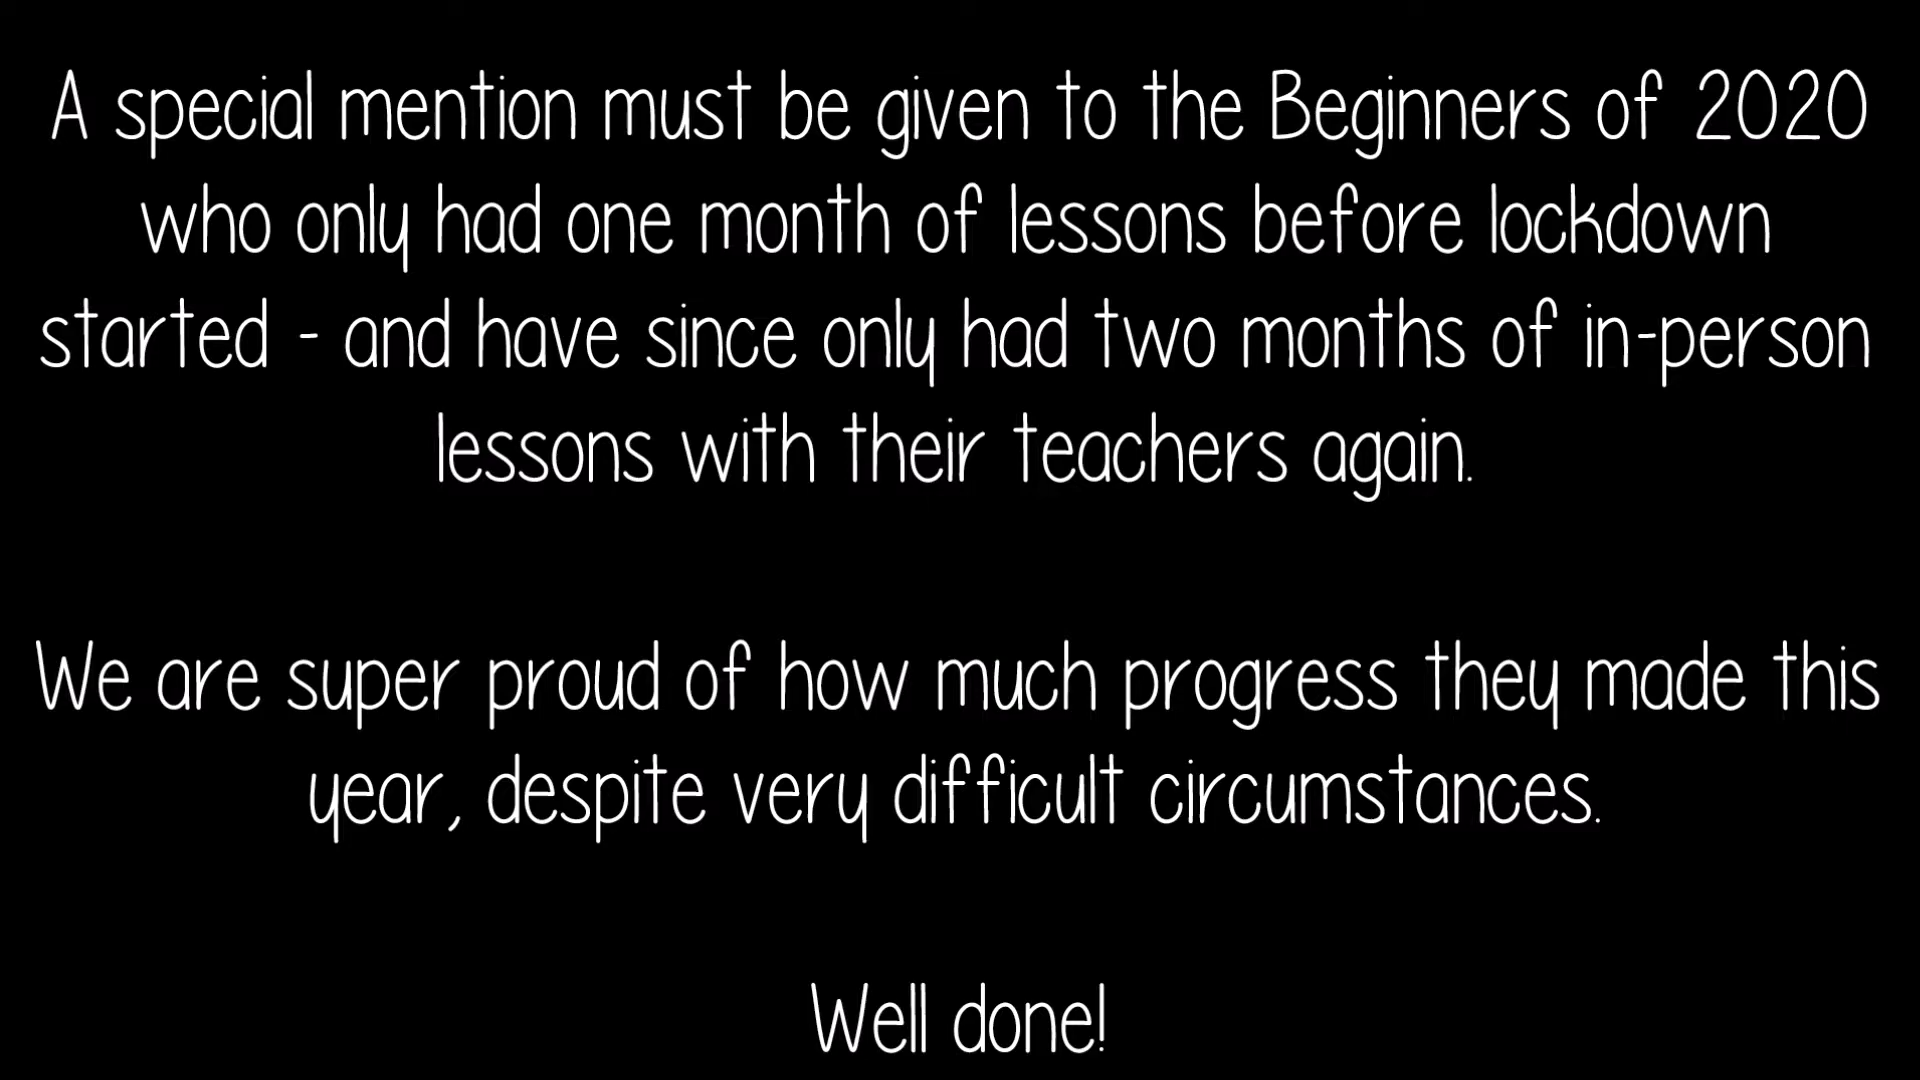 A special mention must be given to the Beginners of 2020
who only had one month of lessons before lockdown
started - and have since only had two months of in-person
lessons with their teachers again.
We are super proud of how much progress they made this
year, despite very difficult circumstances.
Well done!